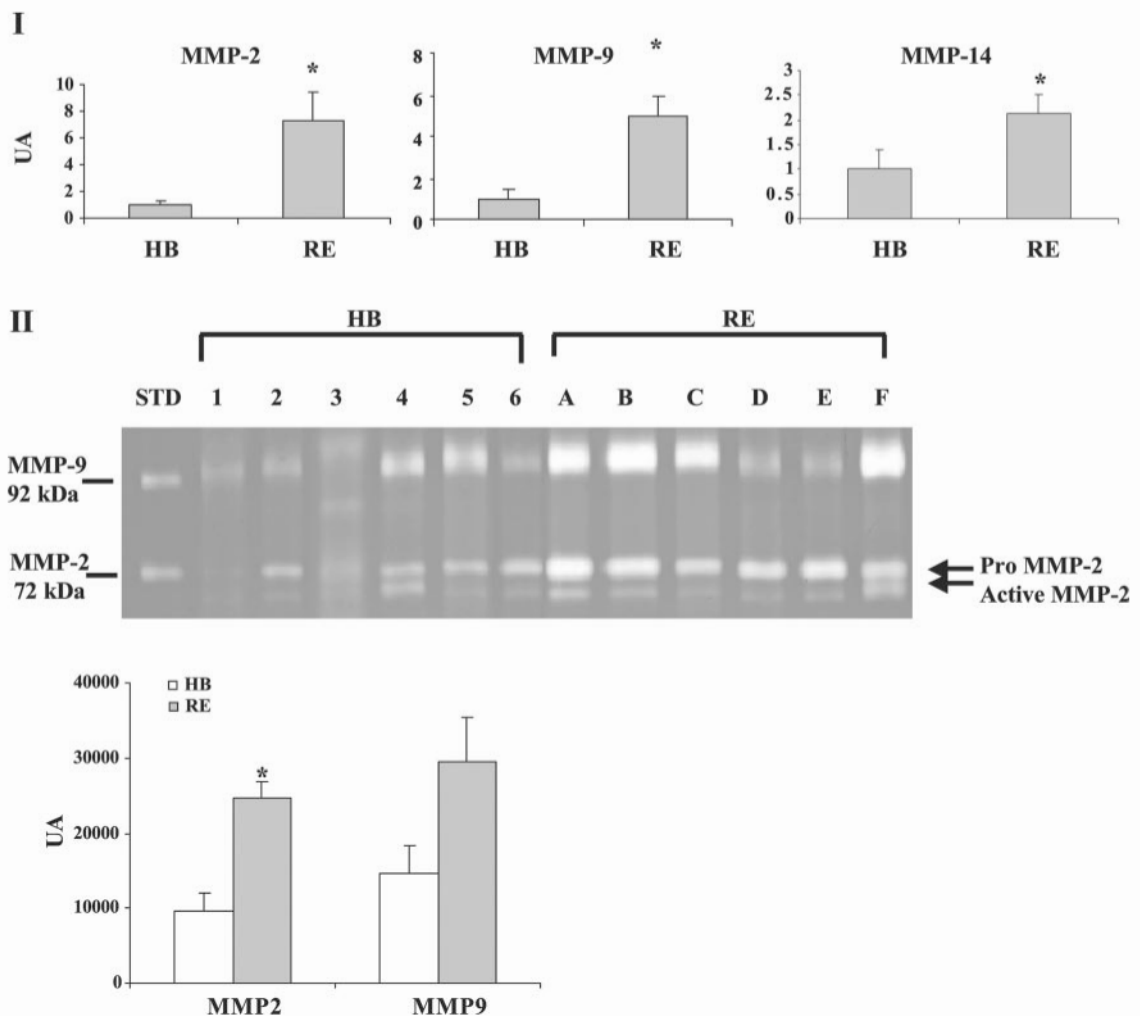 I
MMP-2
*
10
8
6
4
2
0
UA
HB RE
MMP-9
*
8
6
4
2
0
HB RE
MMP-14
*
3
2.5
2
1.5
1
0.5
0
HB RE
II
HB RE
STD 1 2 3 4 5 6 A B C D E F
MMP-9
92 kDa
MMP-2
72 kDa
Pro MMP-2
Active MMP-2
HB
RE
40000
30000
20000
10000
0
UA
*
MMP2 MMP9